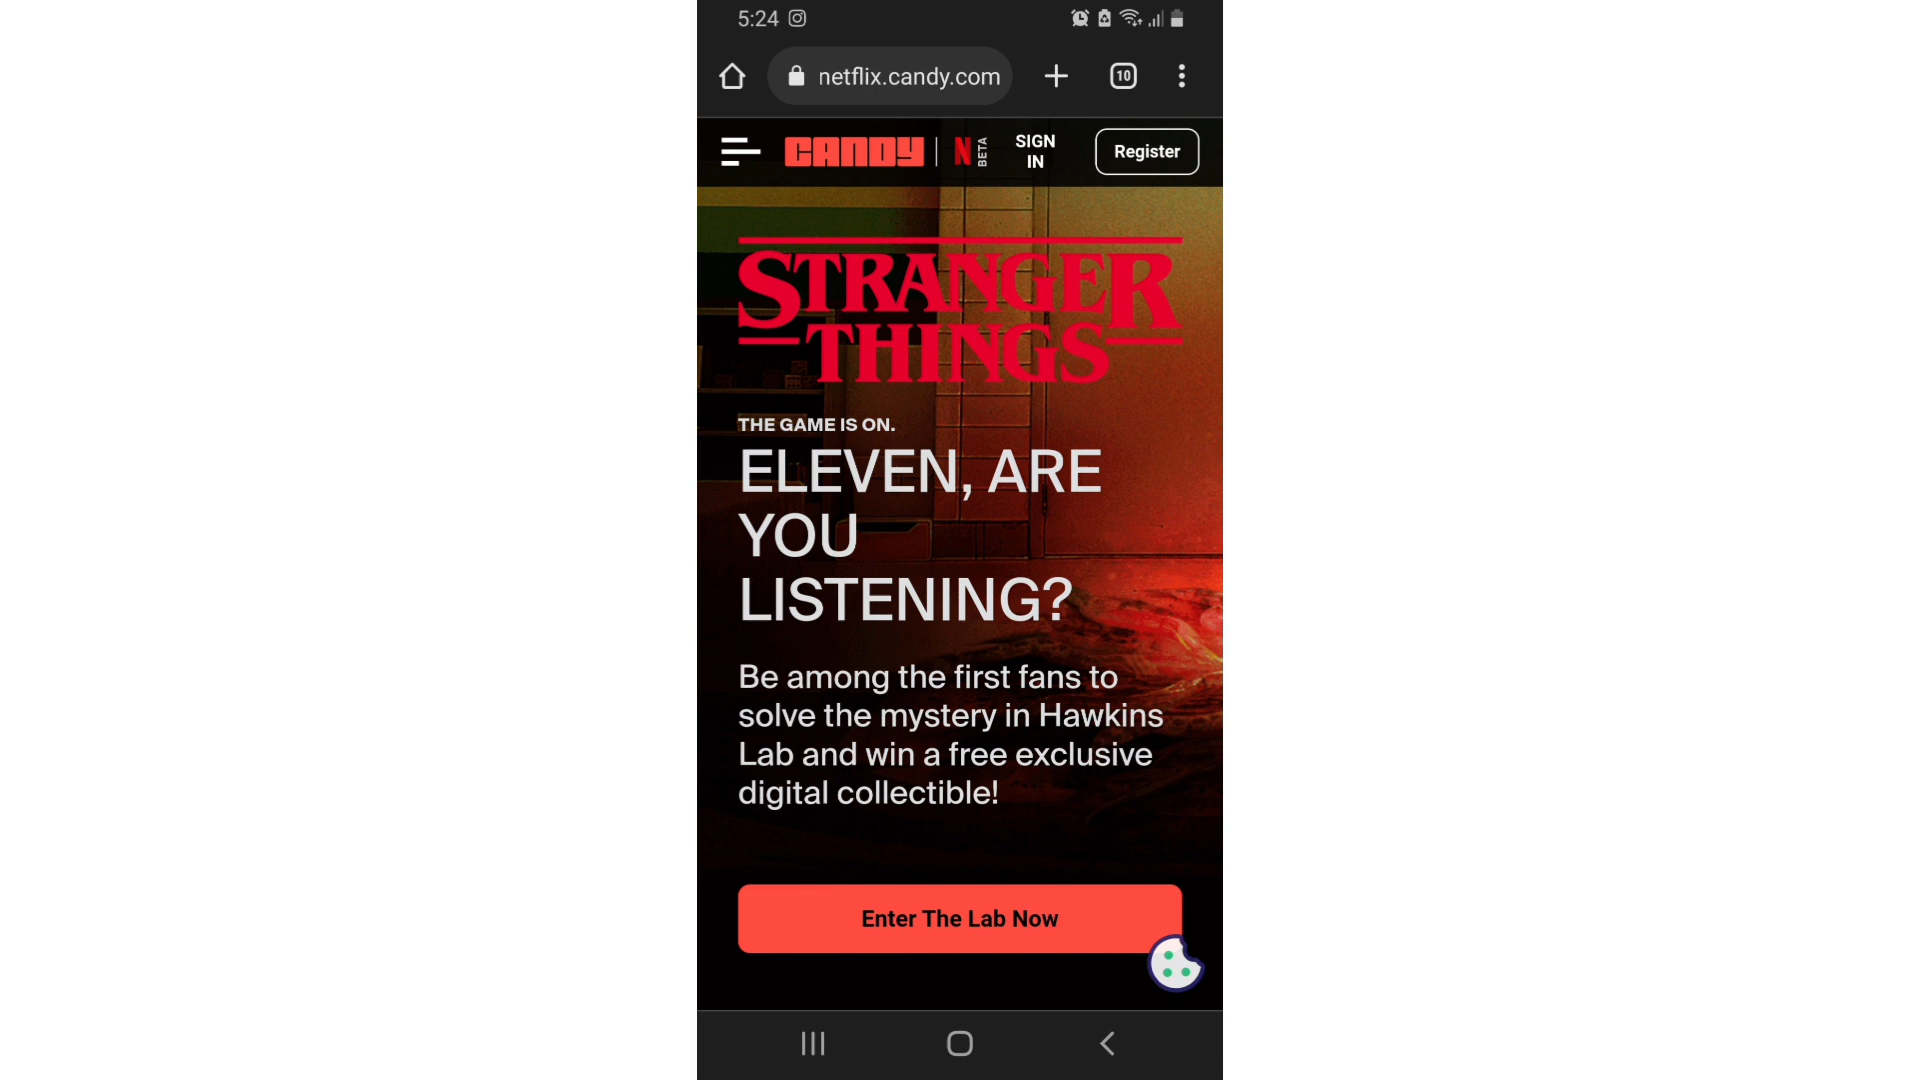 5:24
netflix.candy.com
10
CANDY
N
BETA
SIGN
IN
Register
STRANGER
THINGS
THE GAME IS ON.
ELEVEN, ARE
YOU
LISTENING?
Be among the first fans to
solve the mystery in Hawkins
Lab and win a free exclusive
digital collectible!
Enter The Lab Now